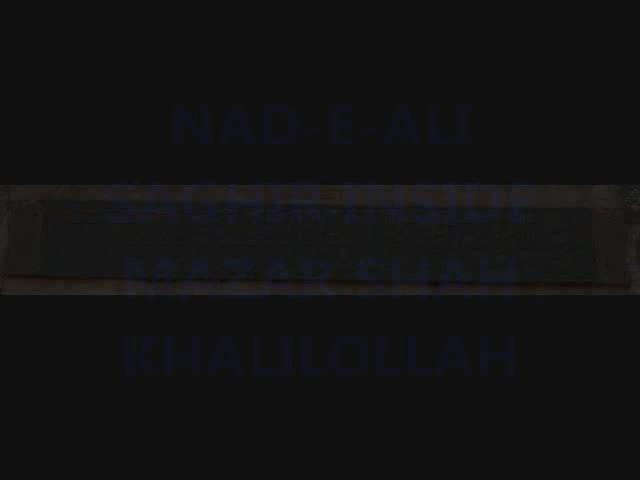 NAD-E-ALI
SAGHIR INSIDE
MAZAR SHAH
KHALILOLLAH